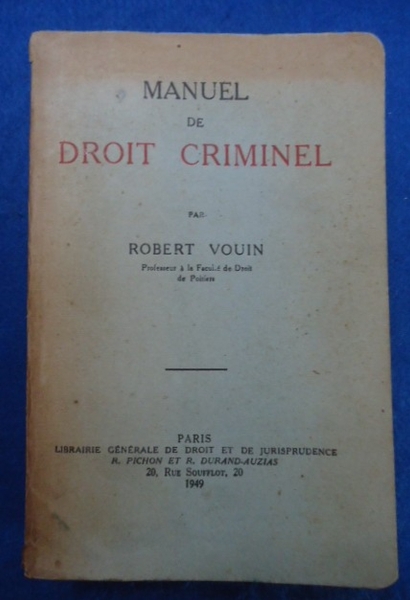 MANUEL
DE
DROIT CRIMINEL
PAR
ROBERT VOUIN
Professeur à la Faculté de Droit
de Poitiers
PARIS
LIBRAIRIE GÉNÉRALE DE DROIT ET DE JURISPRUDENCE
R. PICHON ET R. DURAND-AUZIAS
20, RUE SOUFFLOT, 20
1949